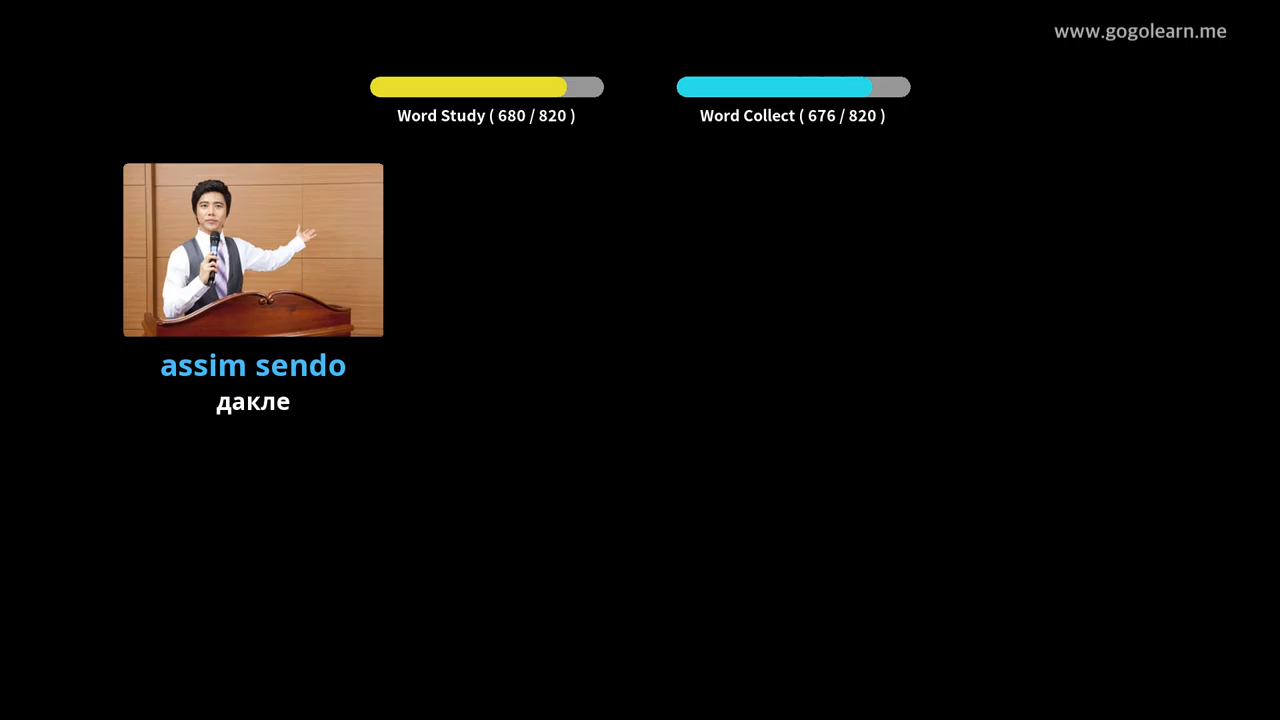 www.gogolearn.me
Word Study ( 680 / 820 )
Word Collect ( 676 / 820 )
assim sendo
дакле